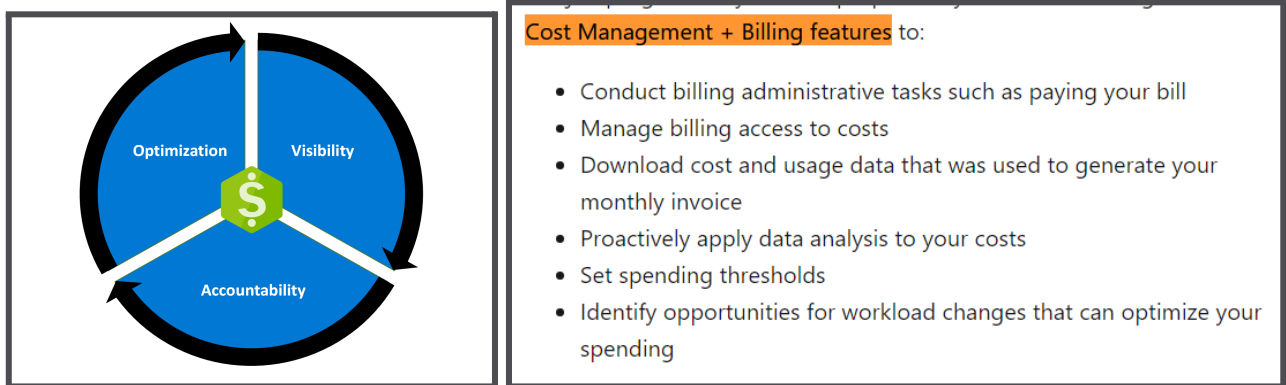 Optimization
Visibility
$
Accountability
Cost Management + Billing features to:
• Conduct billing administrative tasks such as paying your bill
• Manage billing access to costs
• Download cost and usage data that was used to generate your
monthly invoice
• Proactively apply data analysis to your costs
• Set spending thresholds
• Identify opportunities for workload changes that can optimize your
spending